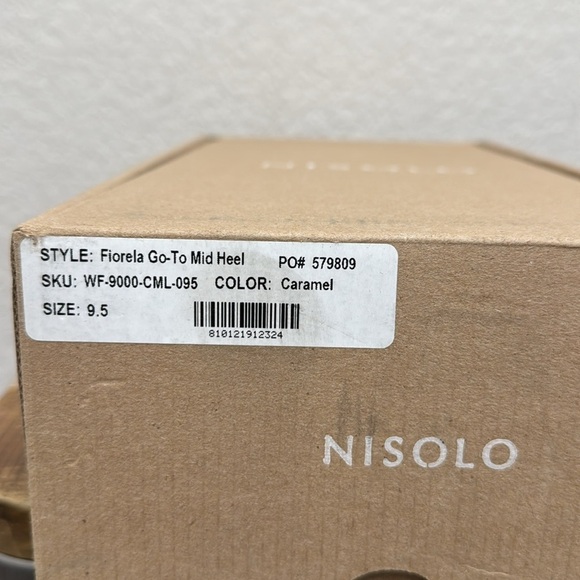 NISOLO
STYLE: Fiorela Go-To Mid Heel PO# 579809
SKU: WF-9000-CML-095 COLOR: Caramel
SIZE: 9.5
810121912324
NISOLO